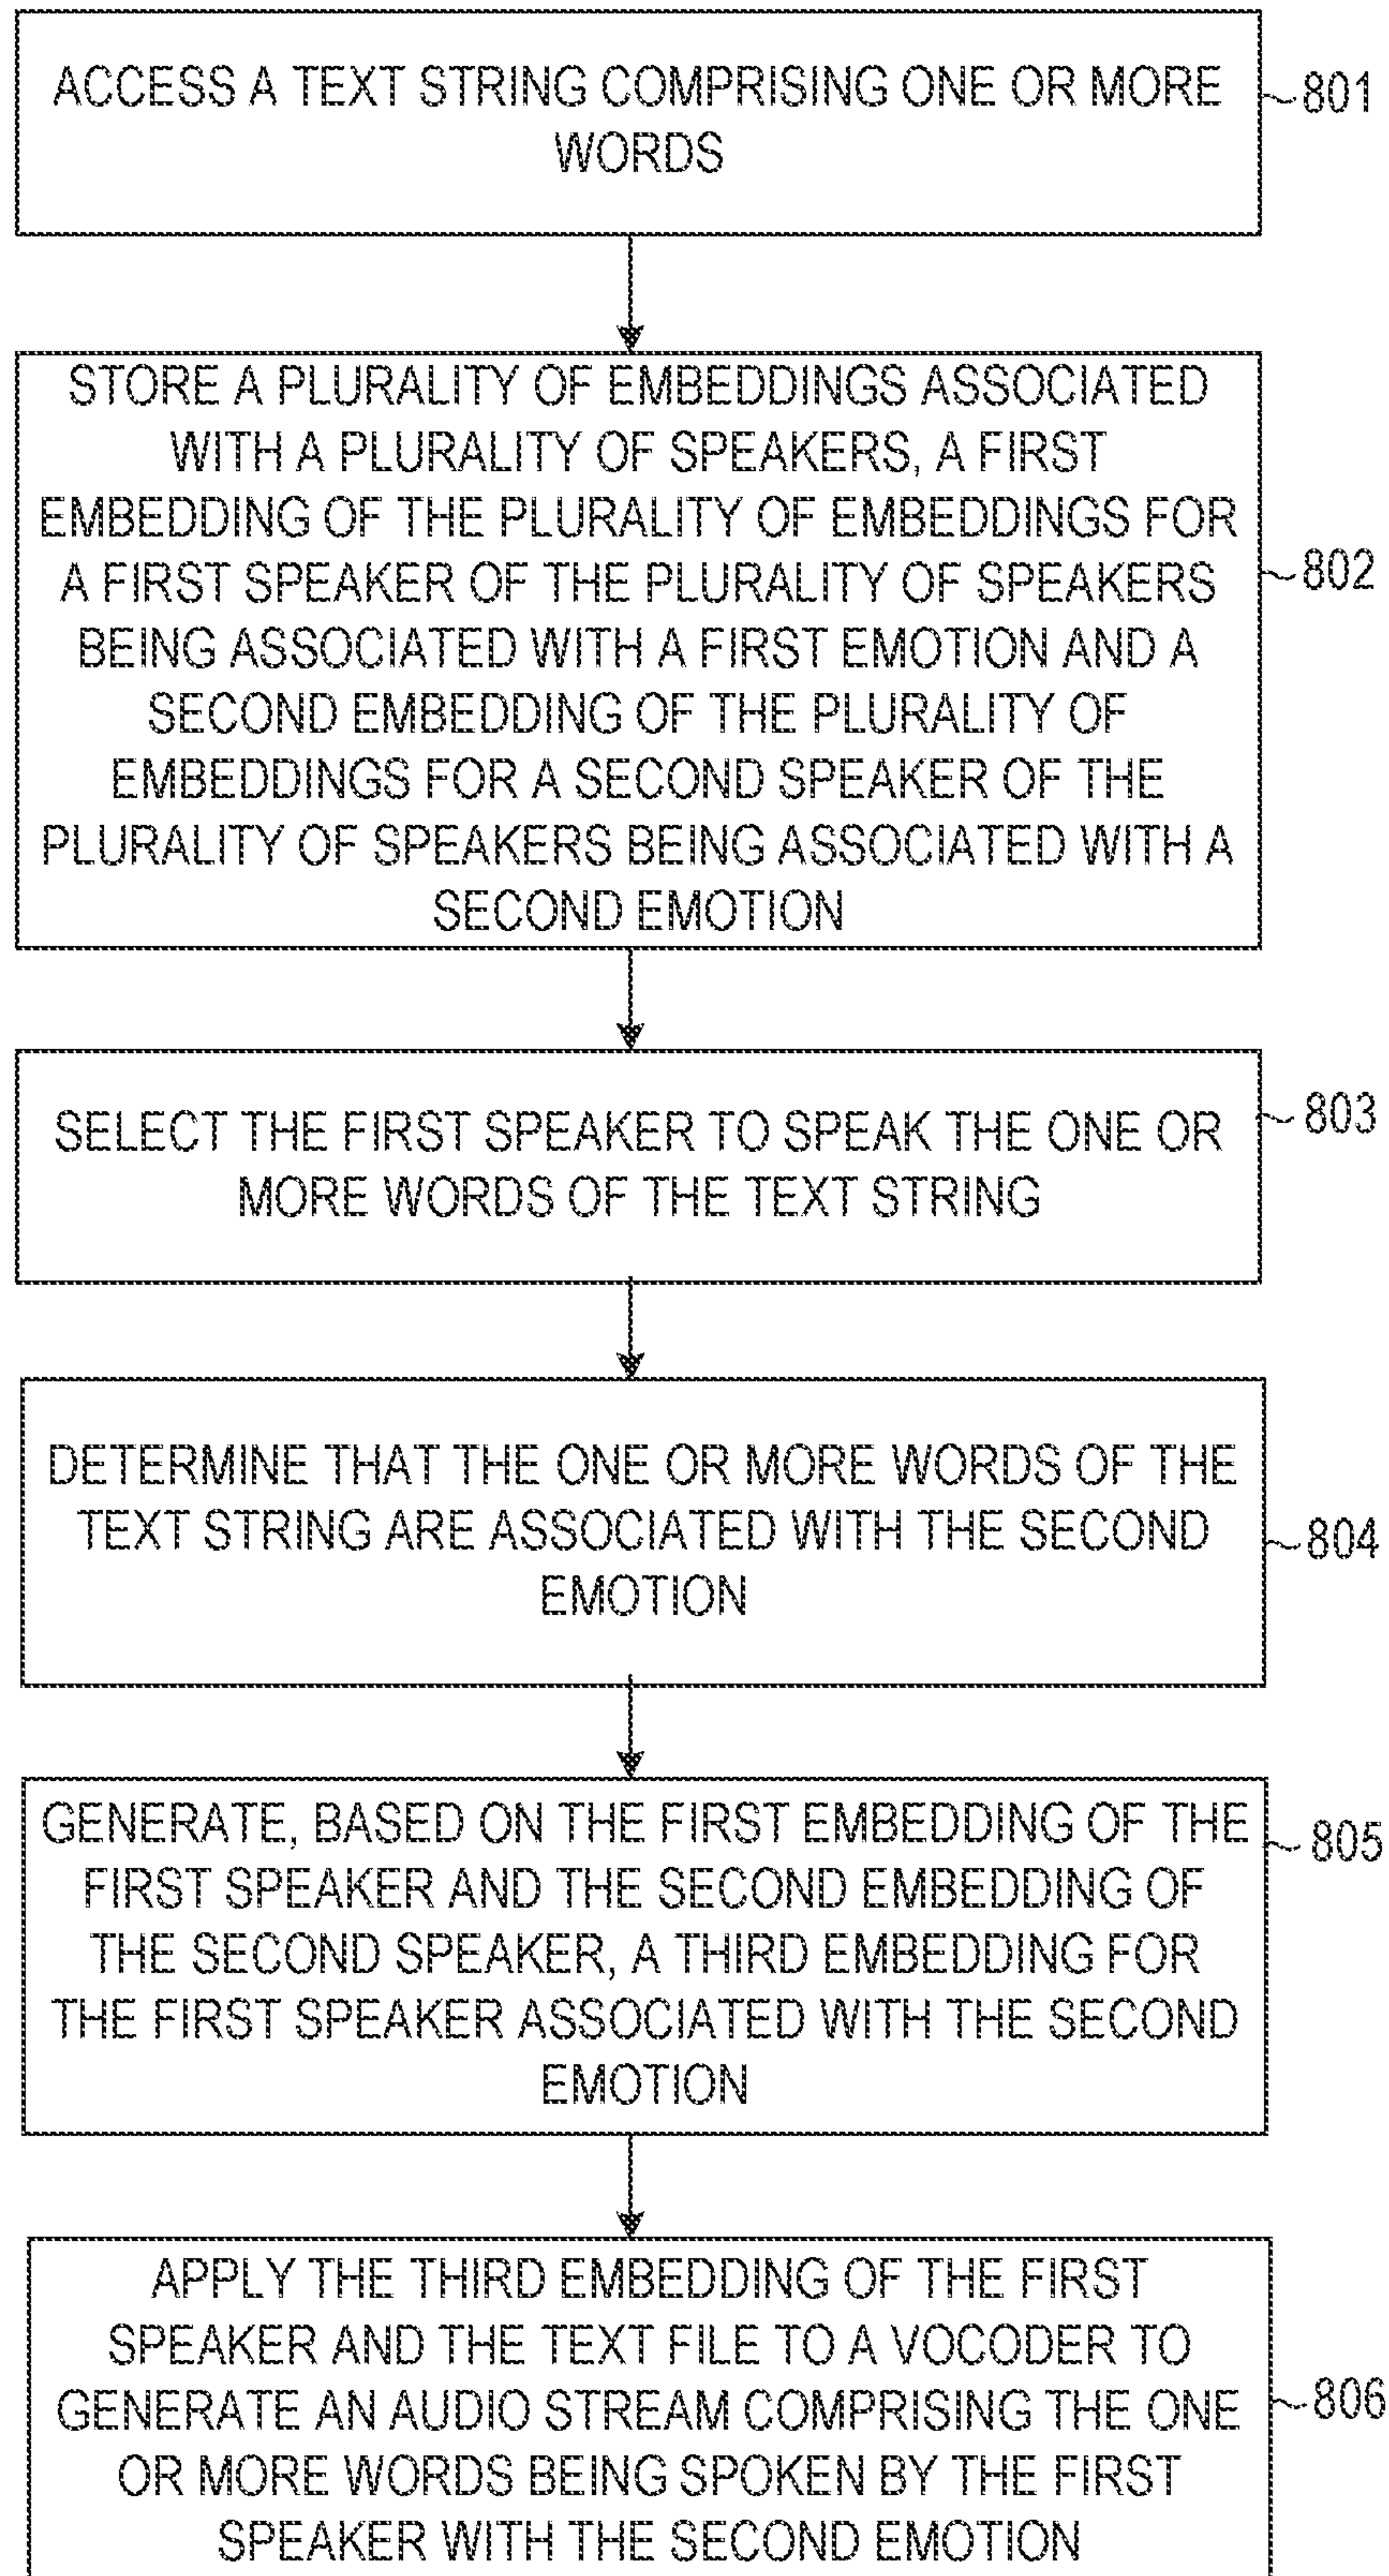 ACCESS A TEXT STRING COMPRISING ONE OR MORE
WORDS
801
STORE A PLURALITY OF EMBEDDINGS ASSOCIATED
WITH A PLURALITY OF SPEAKERS, A FIRST
EMBEDDING OF THE PLURALITY OF EMBEDDINGS FOR
A FIRST SPEAKER OF THE PLURALITY OF SPEAKERS
BEING ASSOCIATED WITH A FIRST EMOTION AND A
SECOND EMBEDDING OF THE PLURALITY OF
EMBEDDINGS FOR A SECOND SPEAKER OF THE
PLURALITY OF SPEAKERS BEING ASSOCIATED WITH A
SECOND EMOTION
802
SELECT THE FIRST SPEAKER TO SPEAK THE ONE OR
MORE WORDS OF THE TEXT STRING
803
DETERMINE THAT THE ONE OR MORE WORDS OF THE
TEXT STRING ARE ASSOCIATED WITH THE SECOND
EMOTION
804
GENERATE, BASED ON THE FIRST EMBEDDING OF THE
FIRST SPEAKER AND THE SECOND EMBEDDING OF
THE SECOND SPEAKER, A THIRD EMBEDDING FOR
THE FIRST SPEAKER ASSOCIATED WITH THE SECOND
EMOTION
805
APPLY THE THIRD EMBEDDING OF THE FIRST
SPEAKER AND THE TEXT FILE TO A VOCODER TO
GENERATE AN AUDIO STREAM COMPRISING THE ONE
OR MORE WORDS BEING SPOKEN BY THE FIRST
SPEAKER WITH THE SECOND EMOTION
806